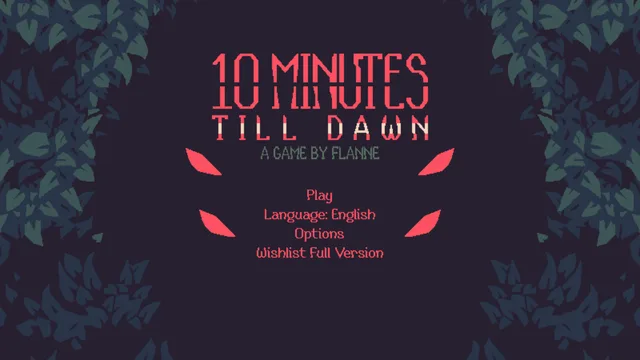 10 MINUTES
TILL DAWN
A GAME BY FLANNE
Play
Language: English
Options
Wishlist Full Version